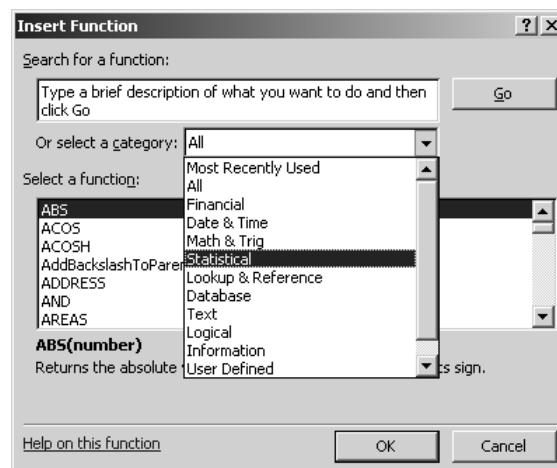 Insert Function
? X
Search for a function:
Type a brief description of what you want to do and then
click Go
Go
Or select a category: All
Most Recently Used
All
Financial
Date & Time
Math & Trig
Statistical
Lookup & Reference
Database
Text
Logical
Information
User Defined
Select a function:
ABS
ACOS
ACOSH
AddBackslashToParer
ADDRESS
AND
AREAS
ABS(number)
Returns the absolute
s sign.
Help on this function
OK
Cancel